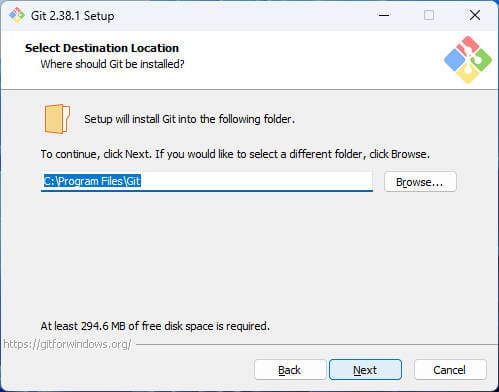 Git 2.38.1 Setup
Select Destination Location
Where should Git be installed?
Setup will install Git into the following folder.
To continue, click Next. If you would like to select a different folder, click Browse.
C:\Program Files\Git
Browse...
At least 294.6 MB of free disk space is required.
https://gitforwindows.org/
Back
Next
Cancel